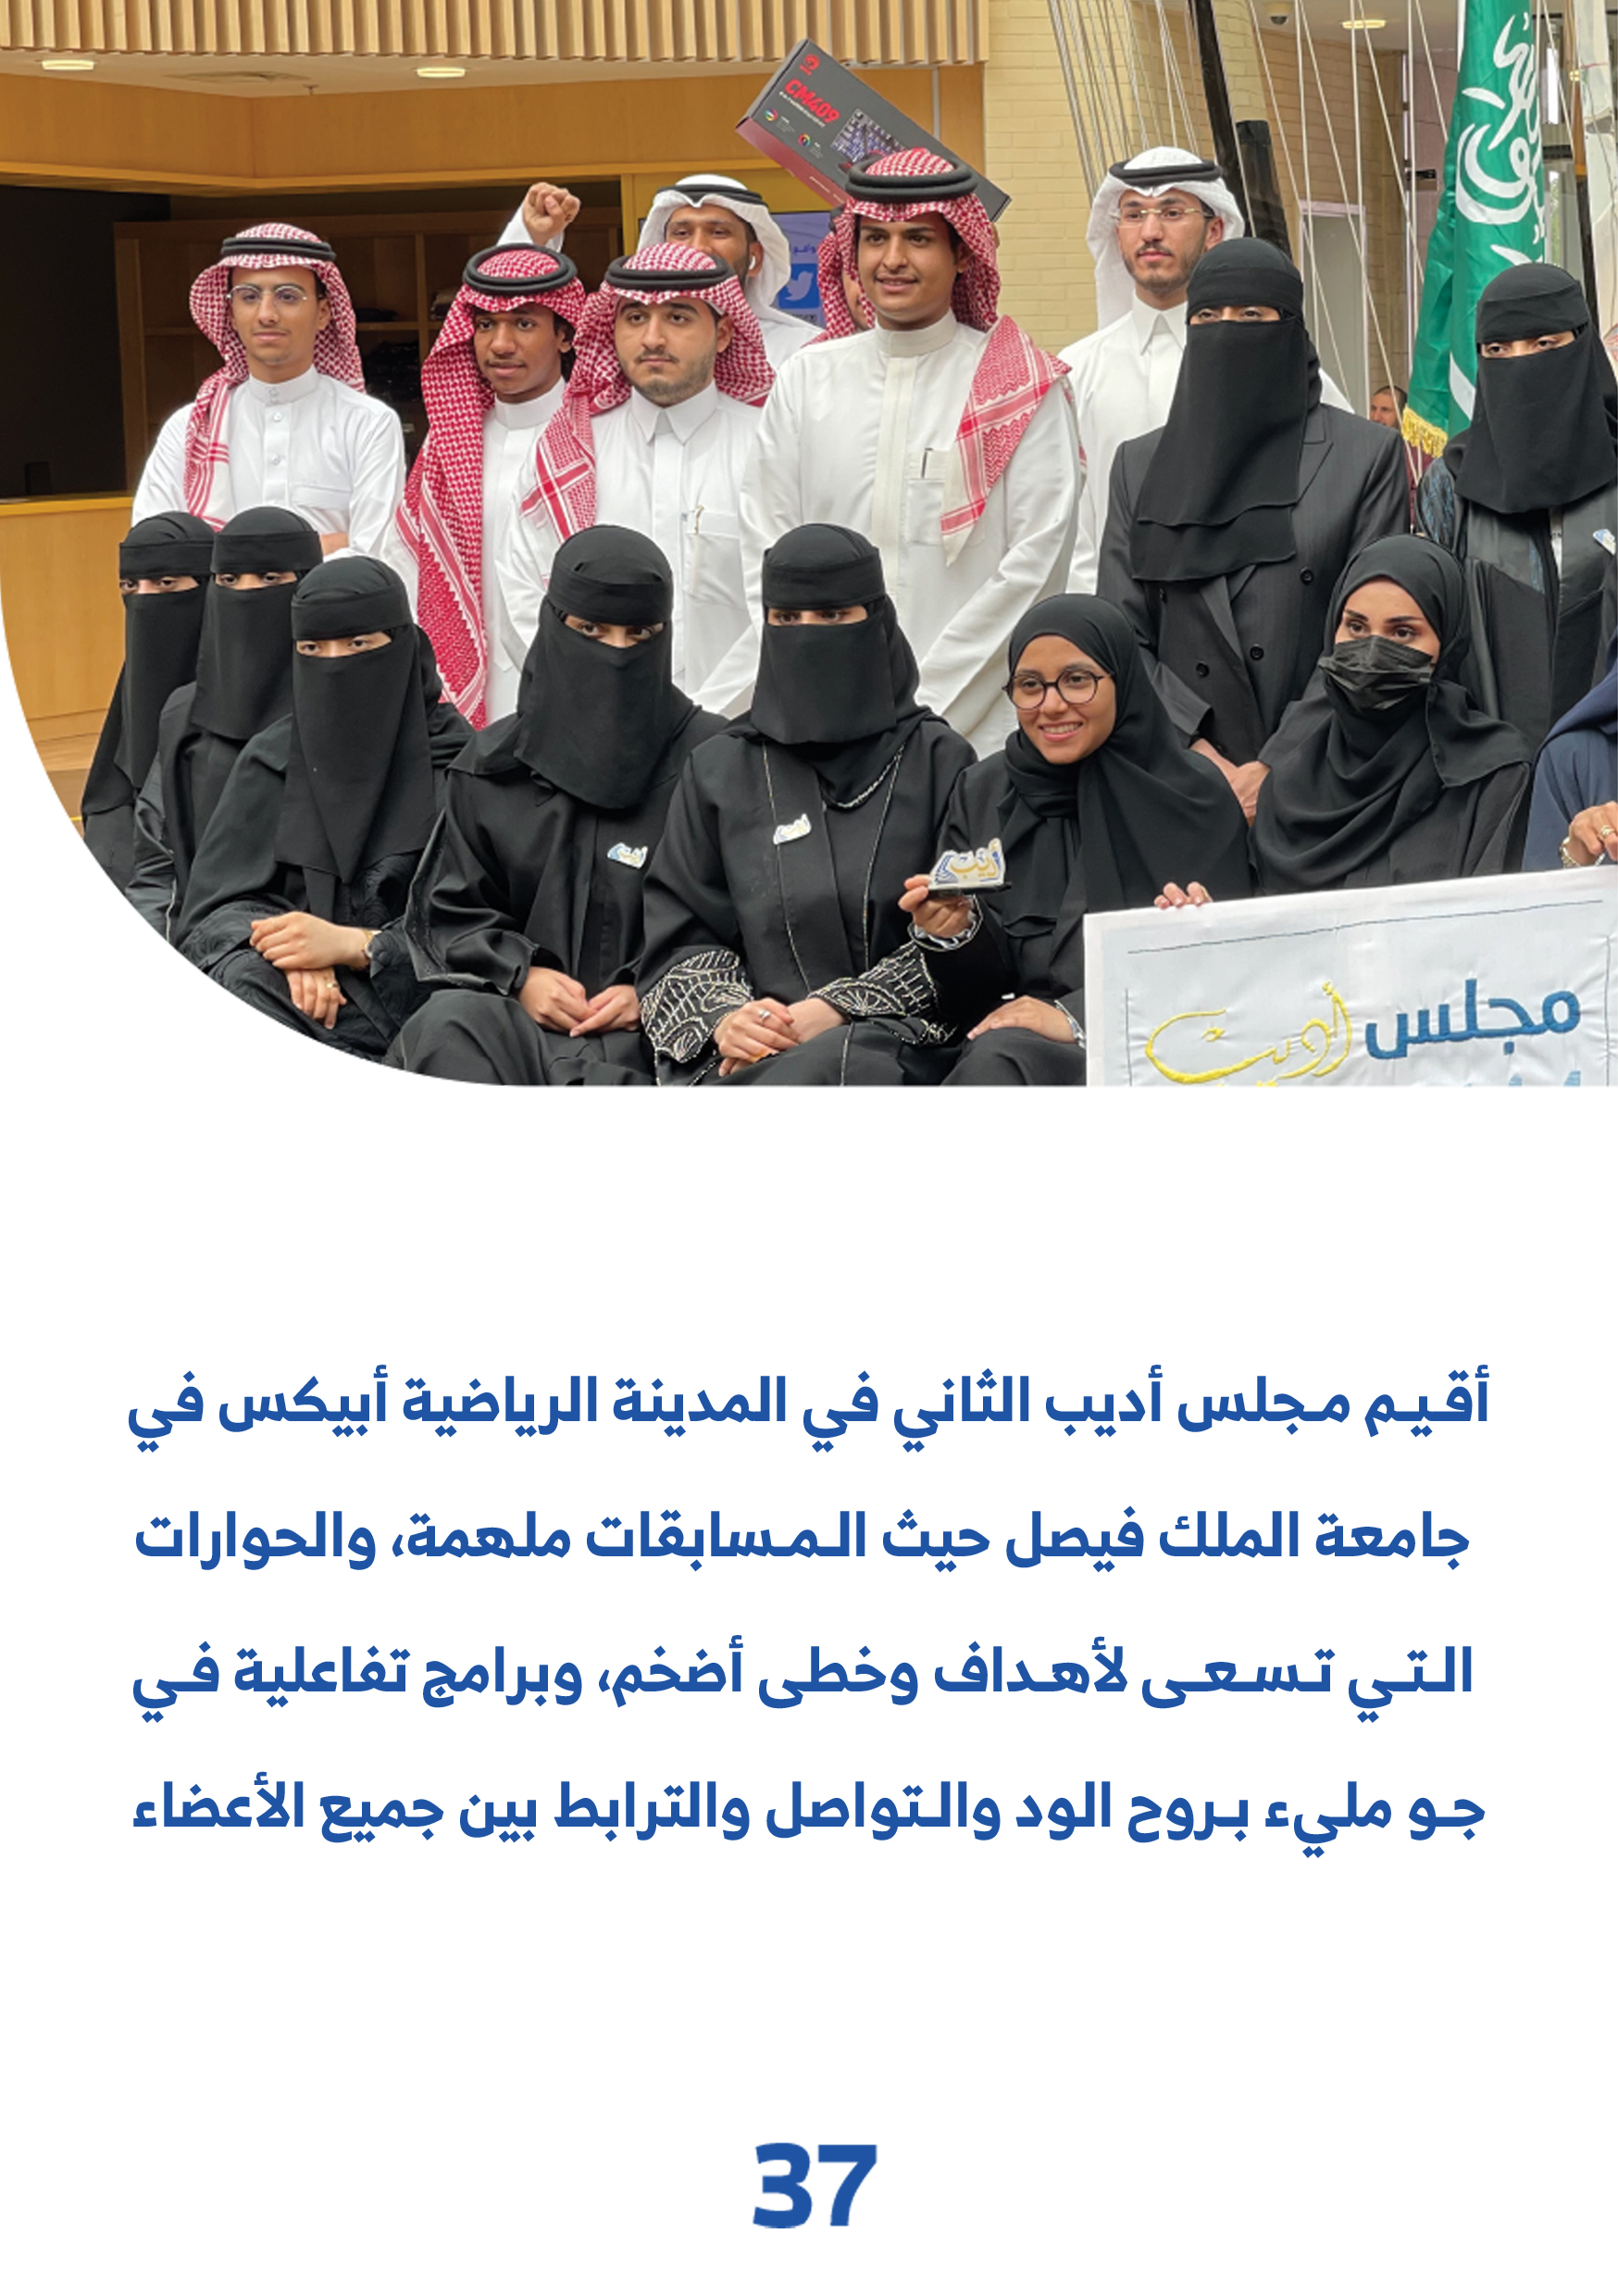 CM409
أديب
مجلس أديب
أقيم مجلس أديب الثاني في المدينة الرياضية أبيكس في
جامعة الملك فيصل حيث المسابقات ملهمة، والحوارات
التي تسعى لأهداف وخطى أضخم، وبرامج تفاعلية في
جو مليء بروح الود والتواصل والترابط بين جميع الأعضاء
37